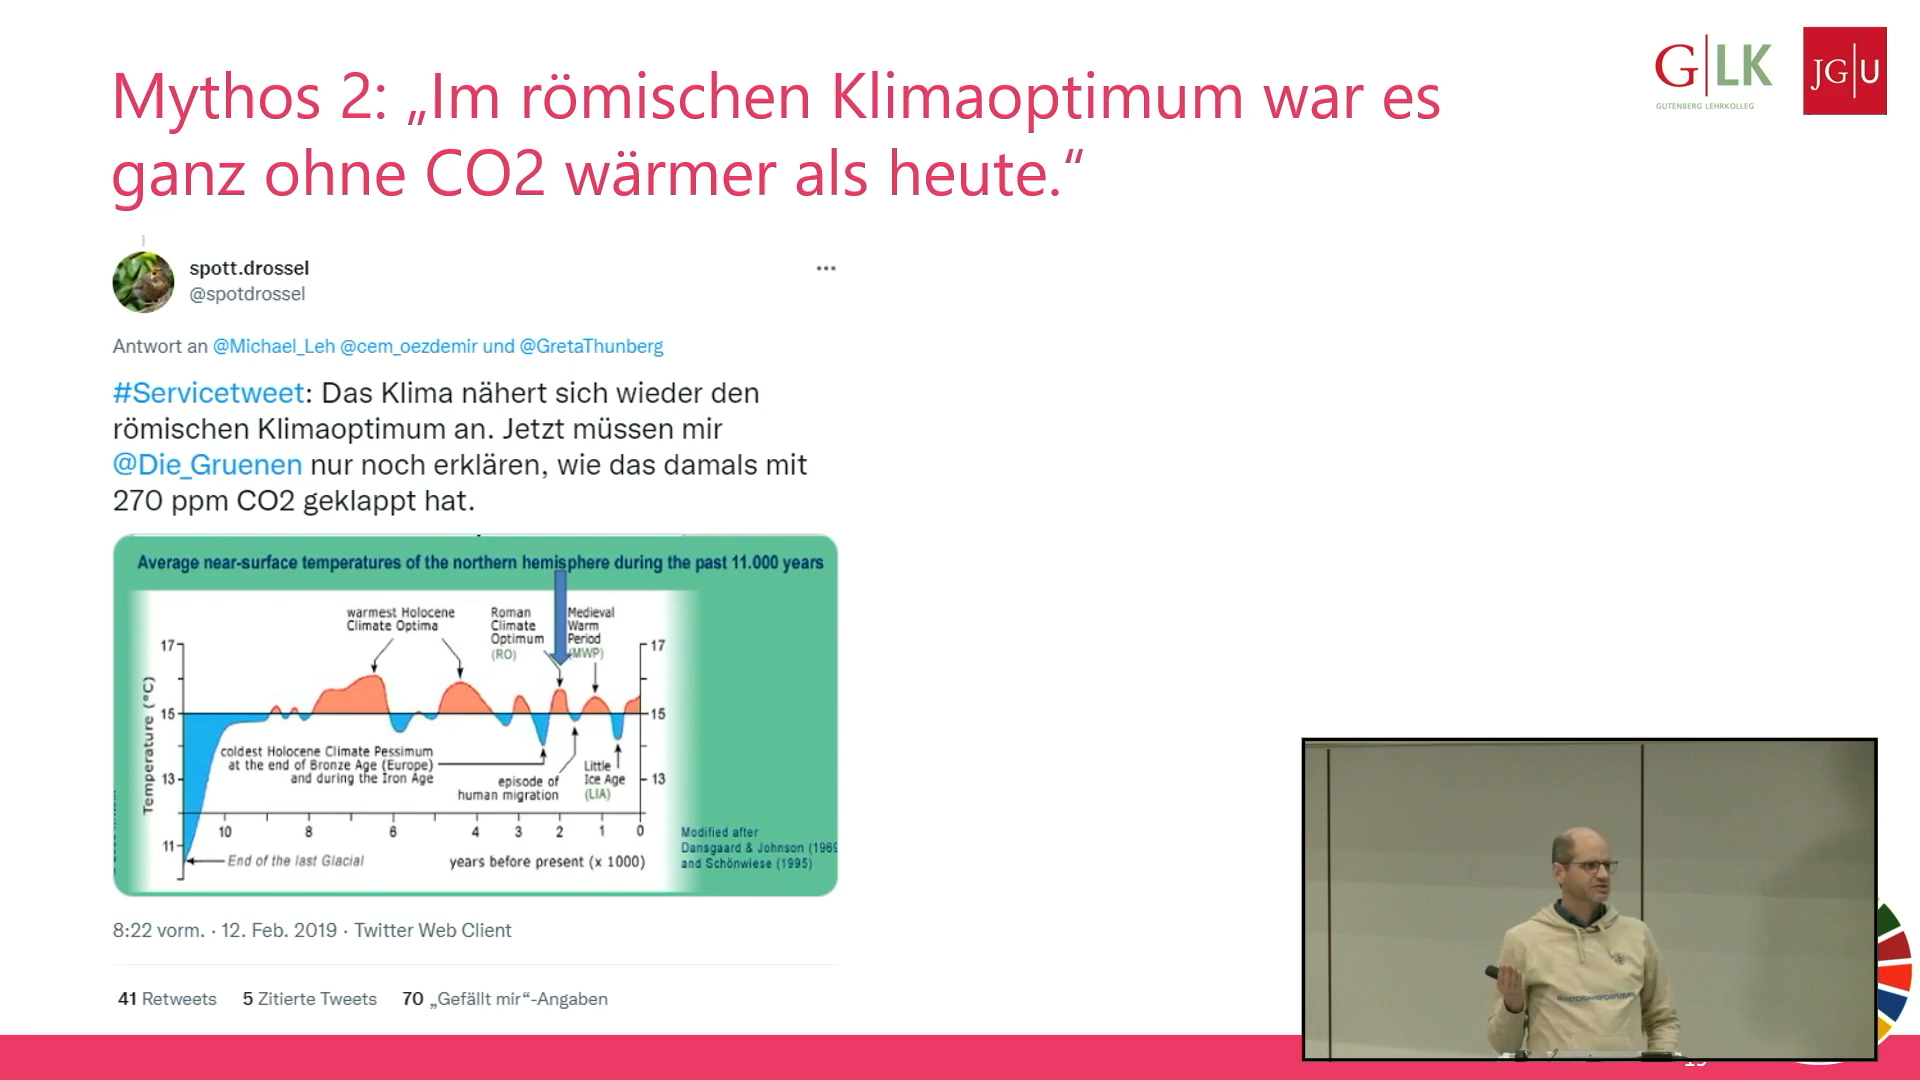 Mythos 2: „Im römischen Klimaoptimum war es
ganz ohne CO2 wärmer als heute.“
G|LK
GUTENBERG LEHRKOLLEG
JG|U
spott.drossel
@spotdrossel
Antwort an @Michael_Leh @cem_oezdemir und @GretaThunberg
#Servicetweet: Das Klima nähert sich wieder den
römischen Klimaoptimum an. Jetzt müssen mir
@Die_Gruenen nur noch erklären, wie das damals mit
270 ppm CO2 geklappt hat.
Average near-surface temperatures of the northern hemisphere during the past 11.000 years
warmest Holocene
Climate Optima
Roman
Climate
Optimum
(RO)
Medieval
Warm
Period
(MWP)
Temperature (°C)
17
15
13
11
17
15
13
coldest Holocene Climate Pessimum
at the end of Bronze Age (Europe)
and during the Iron Age
episode of
human migration
Little
Ice Age
(LIA)
10 8 6 4 3 2 1 0
End of the last Glacial
years before present (x 1000)
Modified after
Dansgaard & Johnson (1969
and Schönwiese (1995)
8:22 vorm. · 12. Feb. 2019 · Twitter Web Client
41 Retweets 5 Zitierte Tweets 70 „Gefällt mir“-Angaben